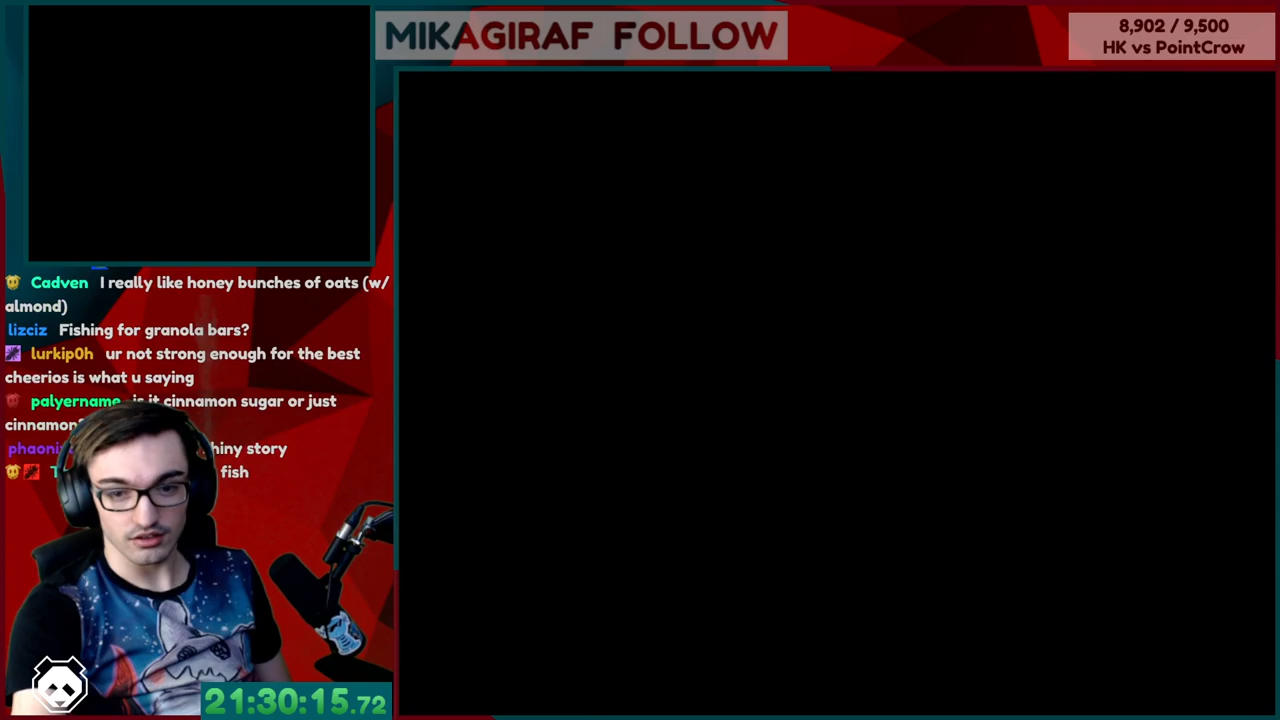 MIKAGIRAF FOLLOW
8,902 / 9,500
HK vs PointCrow
Cadven I really like honey bunches of oats (w/
almond)
lizciz Fishing for granola bars?
lurkip0h ur not strong enough for the best
cheerios is what u saying
palyername is it cinnamon sugar or just
cinnamon?
hiny story
fish
21:30:15.72